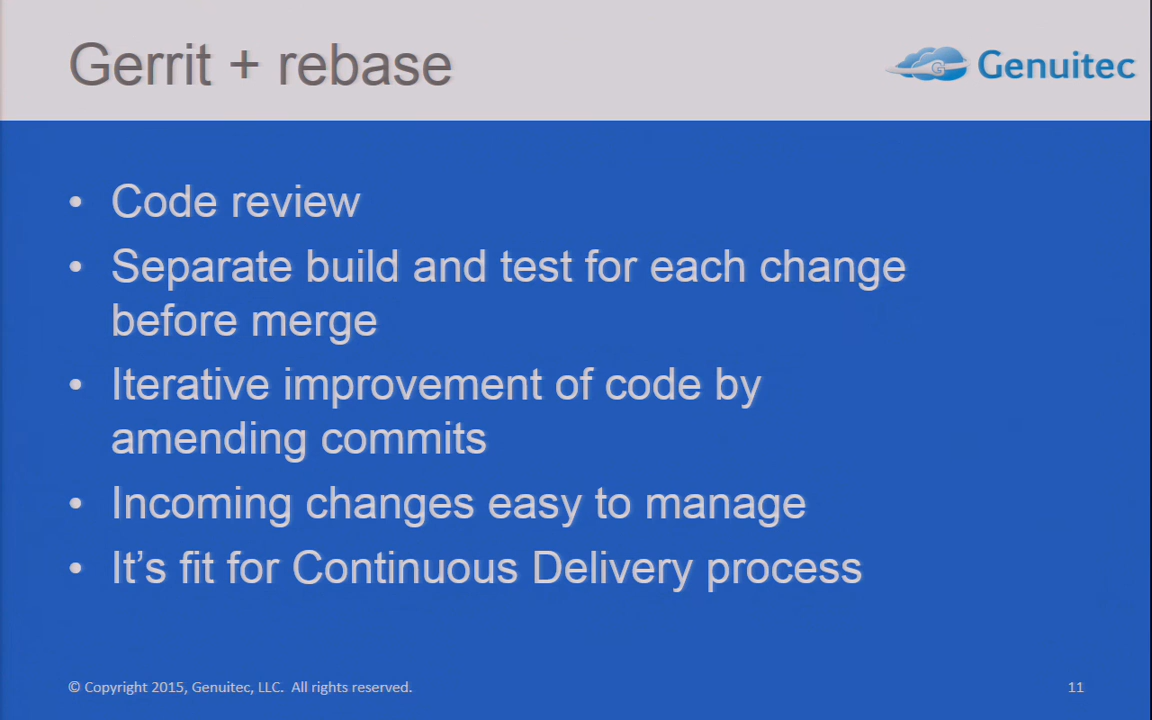 Gerrit + rebase
Genuitec
• Code review
• Separate build and test for each change
before merge
• Iterative improvement of code by
amending commits
• Incoming changes easy to manage
• It’s fit for Continuous Delivery process
© Copyright 2015, Genuitec, LLC. All rights reserved.
11